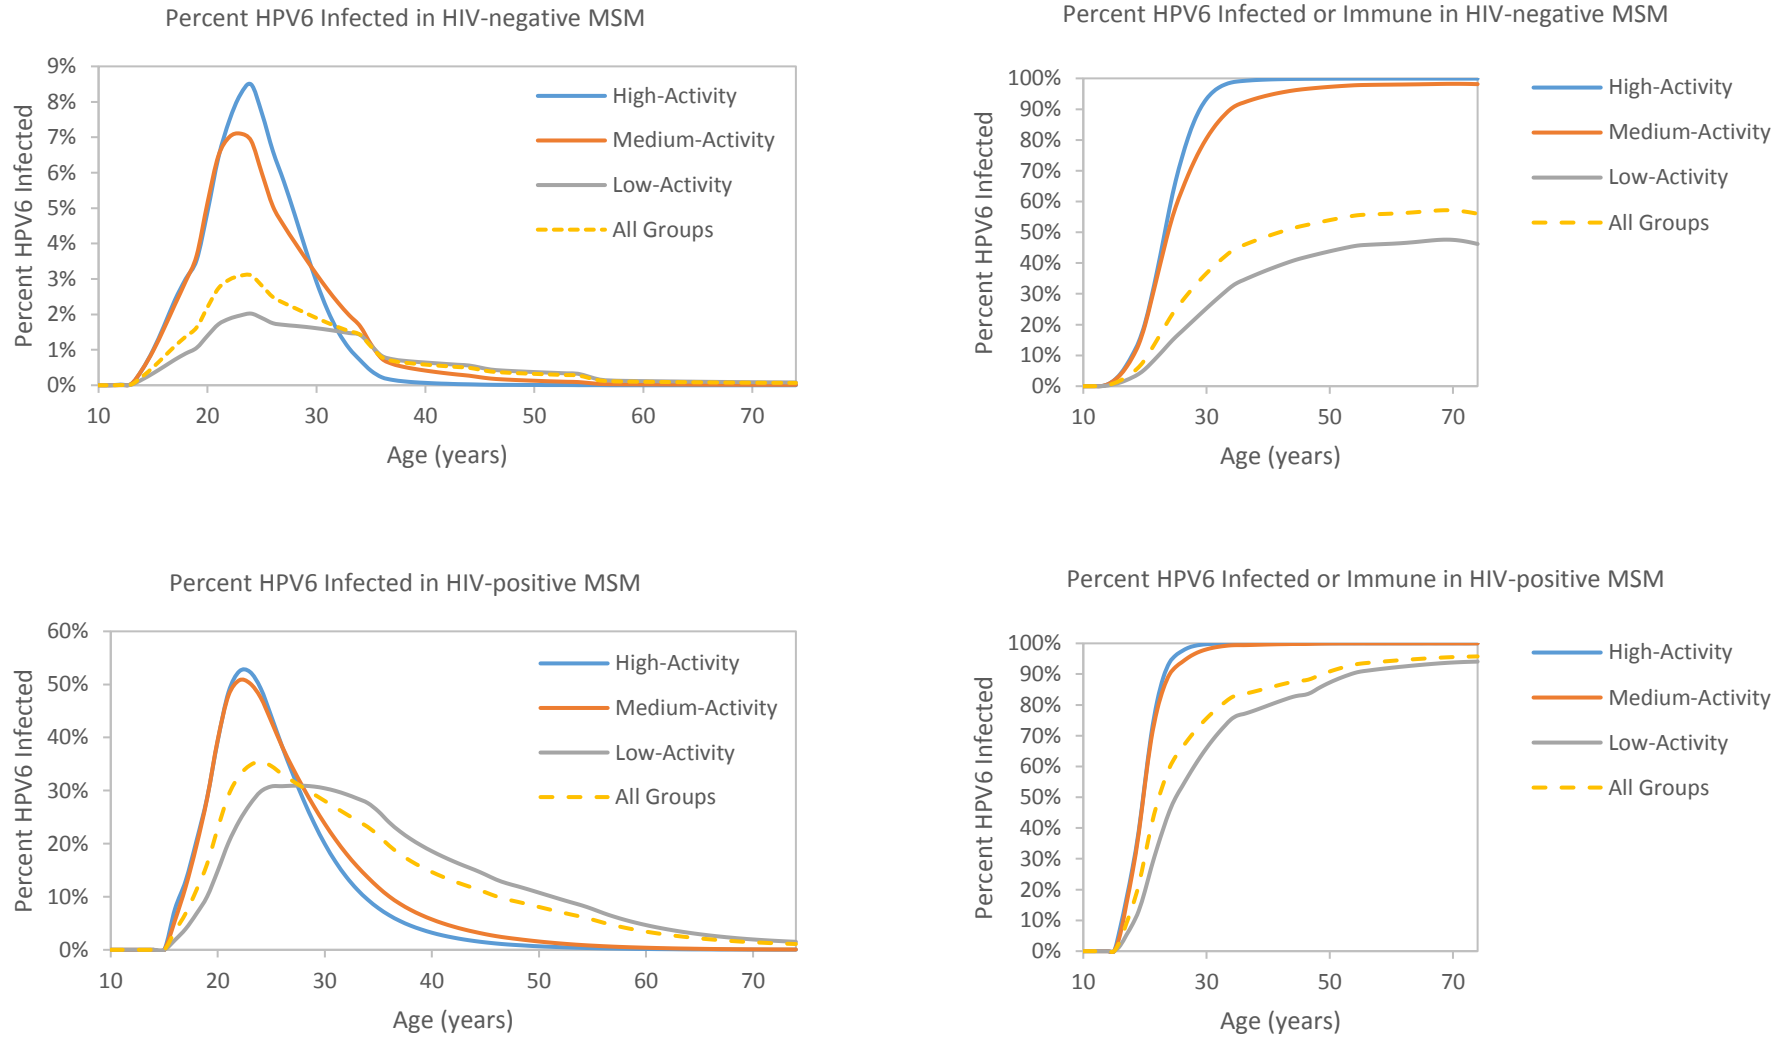 Percent HPV6 Infected in HIV-negative MSM
Percent HPV6 Infected
9%
8%
7%
6%
5%
4%
3%
2%
1%
0%
10 20 30 40 50 60 70
Age (years)
High-Activity
Medium-Activity
Low-Activity
All Groups
Percent HPV6 Infected or Immune in HIV-negative MSM
Percent HPV6 Infected
100%
90%
80%
70%
60%
50%
40%
30%
20%
10%
0%
10 30 50 70
Age (years)
High-Activity
Medium-Activity
Low-Activity
All Groups
Percent HPV6 Infected in HIV-positive MSM
Percent HPV6 Infected
60%
50%
40%
30%
20%
10%
0%
10 20 30 40 50 60 70
Age (years)
High-Activity
Medium-Activity
Low-Activity
All Groups
Percent HPV6 Infected or Immune in HIV-positive MSM
Percent HPV6 Infected
100%
90%
80%
70%
60%
50%
40%
30%
20%
10%
0%
10 30 50 70
Age (years)
High-Activity
Medium-Activity
Low-Activity
All Groups